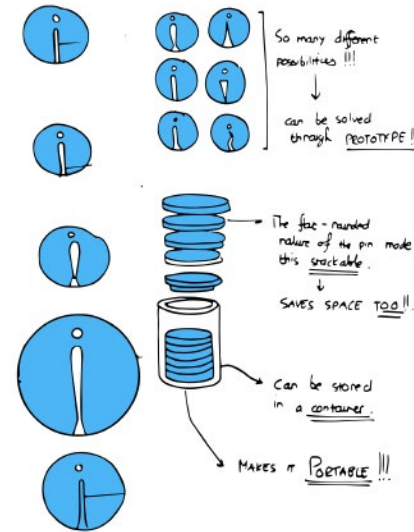 So many different
possibilities !!!
can be solved
through PROTOTYPE !!
The flat-rounded
nature of the pin made
this stackable.
SAVES SPACE TOO !!.
Can be stored
in a container.
MAKES IT PORTABLE !!!